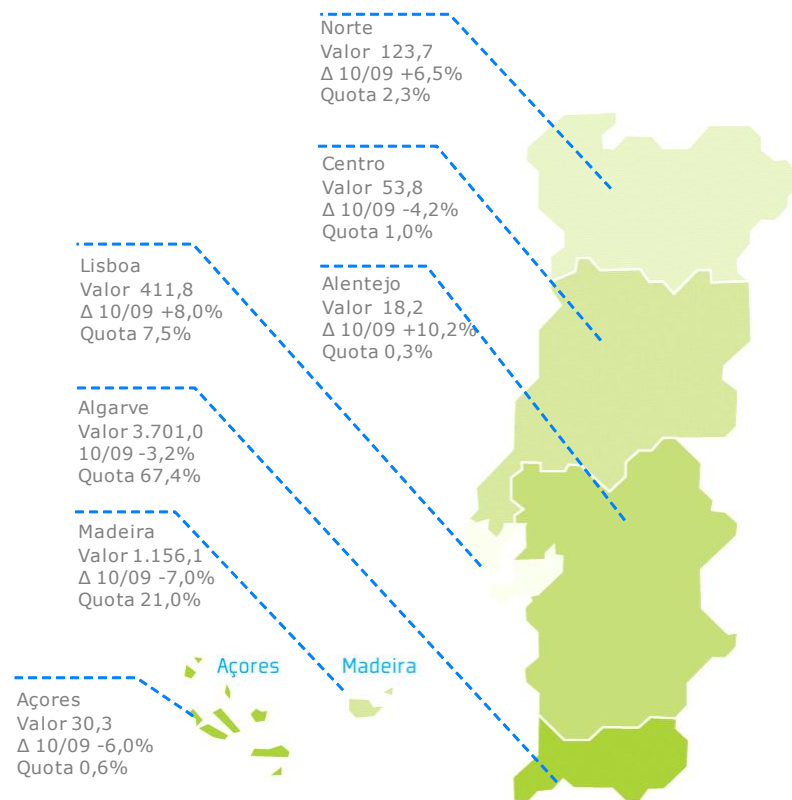 Norte
Valor 123,7
Δ 10/09 +6,5%
Quota 2,3%
Centro
Valor 53,8
Δ 10/09 -4,2%
Quota 1,0%
Lisboa
Valor 411,8
Δ 10/09 +8,0%
Quota 7,5%
Alentejo
Valor 18,2
Δ 10/09 +10,2%
Quota 0,3%
Algarve
Valor 3.701,0
10/09 -3,2%
Quota 67,4%
Madeira
Valor 1.156,1
Δ 10/09 -7,0%
Quota 21,0%
Açores
Madeira
Açores
Valor 30,3
Δ 10/09 -6,0%
Quota 0,6%